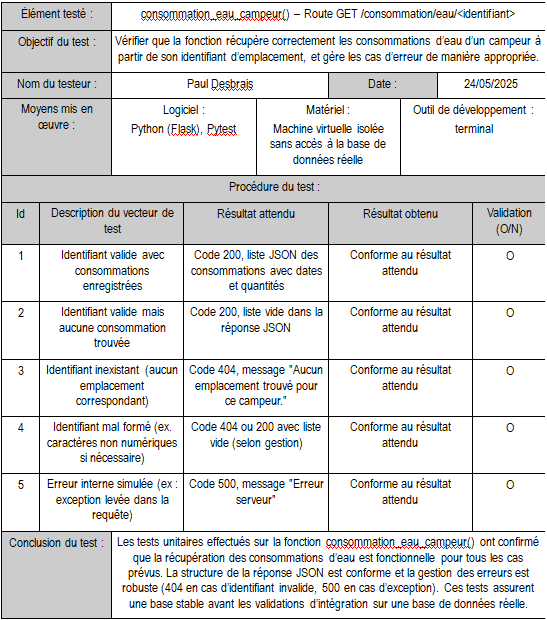 Élément testé : consommation_eau_campeur() – Route GET /consommation/eau/<identifiant>
Objectif du test : Vérifier que la fonction récupère correctement les consommations d'eau d'un campeur à
partir de son identifiant d'emplacement, et gère les cas d'erreur de manière appropriée.
Nom du testeur : Paul Desbrais Date : 24/05/2025
Moyens mis en
œuvre :
Logiciel :
Python (Flask), Pytest
Matériel :
Machine virtuelle isolée
sans accès à la base de
données réelle
Outil de développement :
terminal
Procédure du test :
Id
Description du vecteur de
test
Résultat attendu
Résultat obtenu
Validation
(O/N)
1
Identifiant valide avec
consommations
enregistrées
Code 200, liste JSON des
consommations avec dates
et quantités
Conforme au résultat
attendu
O
2
Identifiant valide mais
aucune consommation
trouvée
Code 200, liste vide dans la
réponse JSON
Conforme au résultat
attendu
O
3
Identifiant inexistant (aucun
emplacement
correspondant)
Code 404, message "Aucun
emplacement trouvé pour
ce campeur."
Conforme au résultat
attendu
O
4
Identifiant mal formé (ex.
caractères non numériques
si nécessaire)
Code 404 ou 200 avec liste
vide (selon gestion)
Conforme au résultat
attendu
O
5
Erreur interne simulée (ex :
exception levée dans la
requête)
Code 500, message "Erreur
serveur"
Conforme au résultat
attendu
O
Conclusion du test :
Les tests unitaires effectués sur la fonction consommation_eau_campeur() ont confirmé
que la récupération des consommations d'eau est fonctionnelle pour tous les cas
prévus. La structure de la réponse JSON est conforme et la gestion des erreurs est
robuste (404 en cas d'identifiant invalide, 500 en cas d'exception). Ces tests assurent
une base stable avant les validations d'intégration sur une base de données réelle.